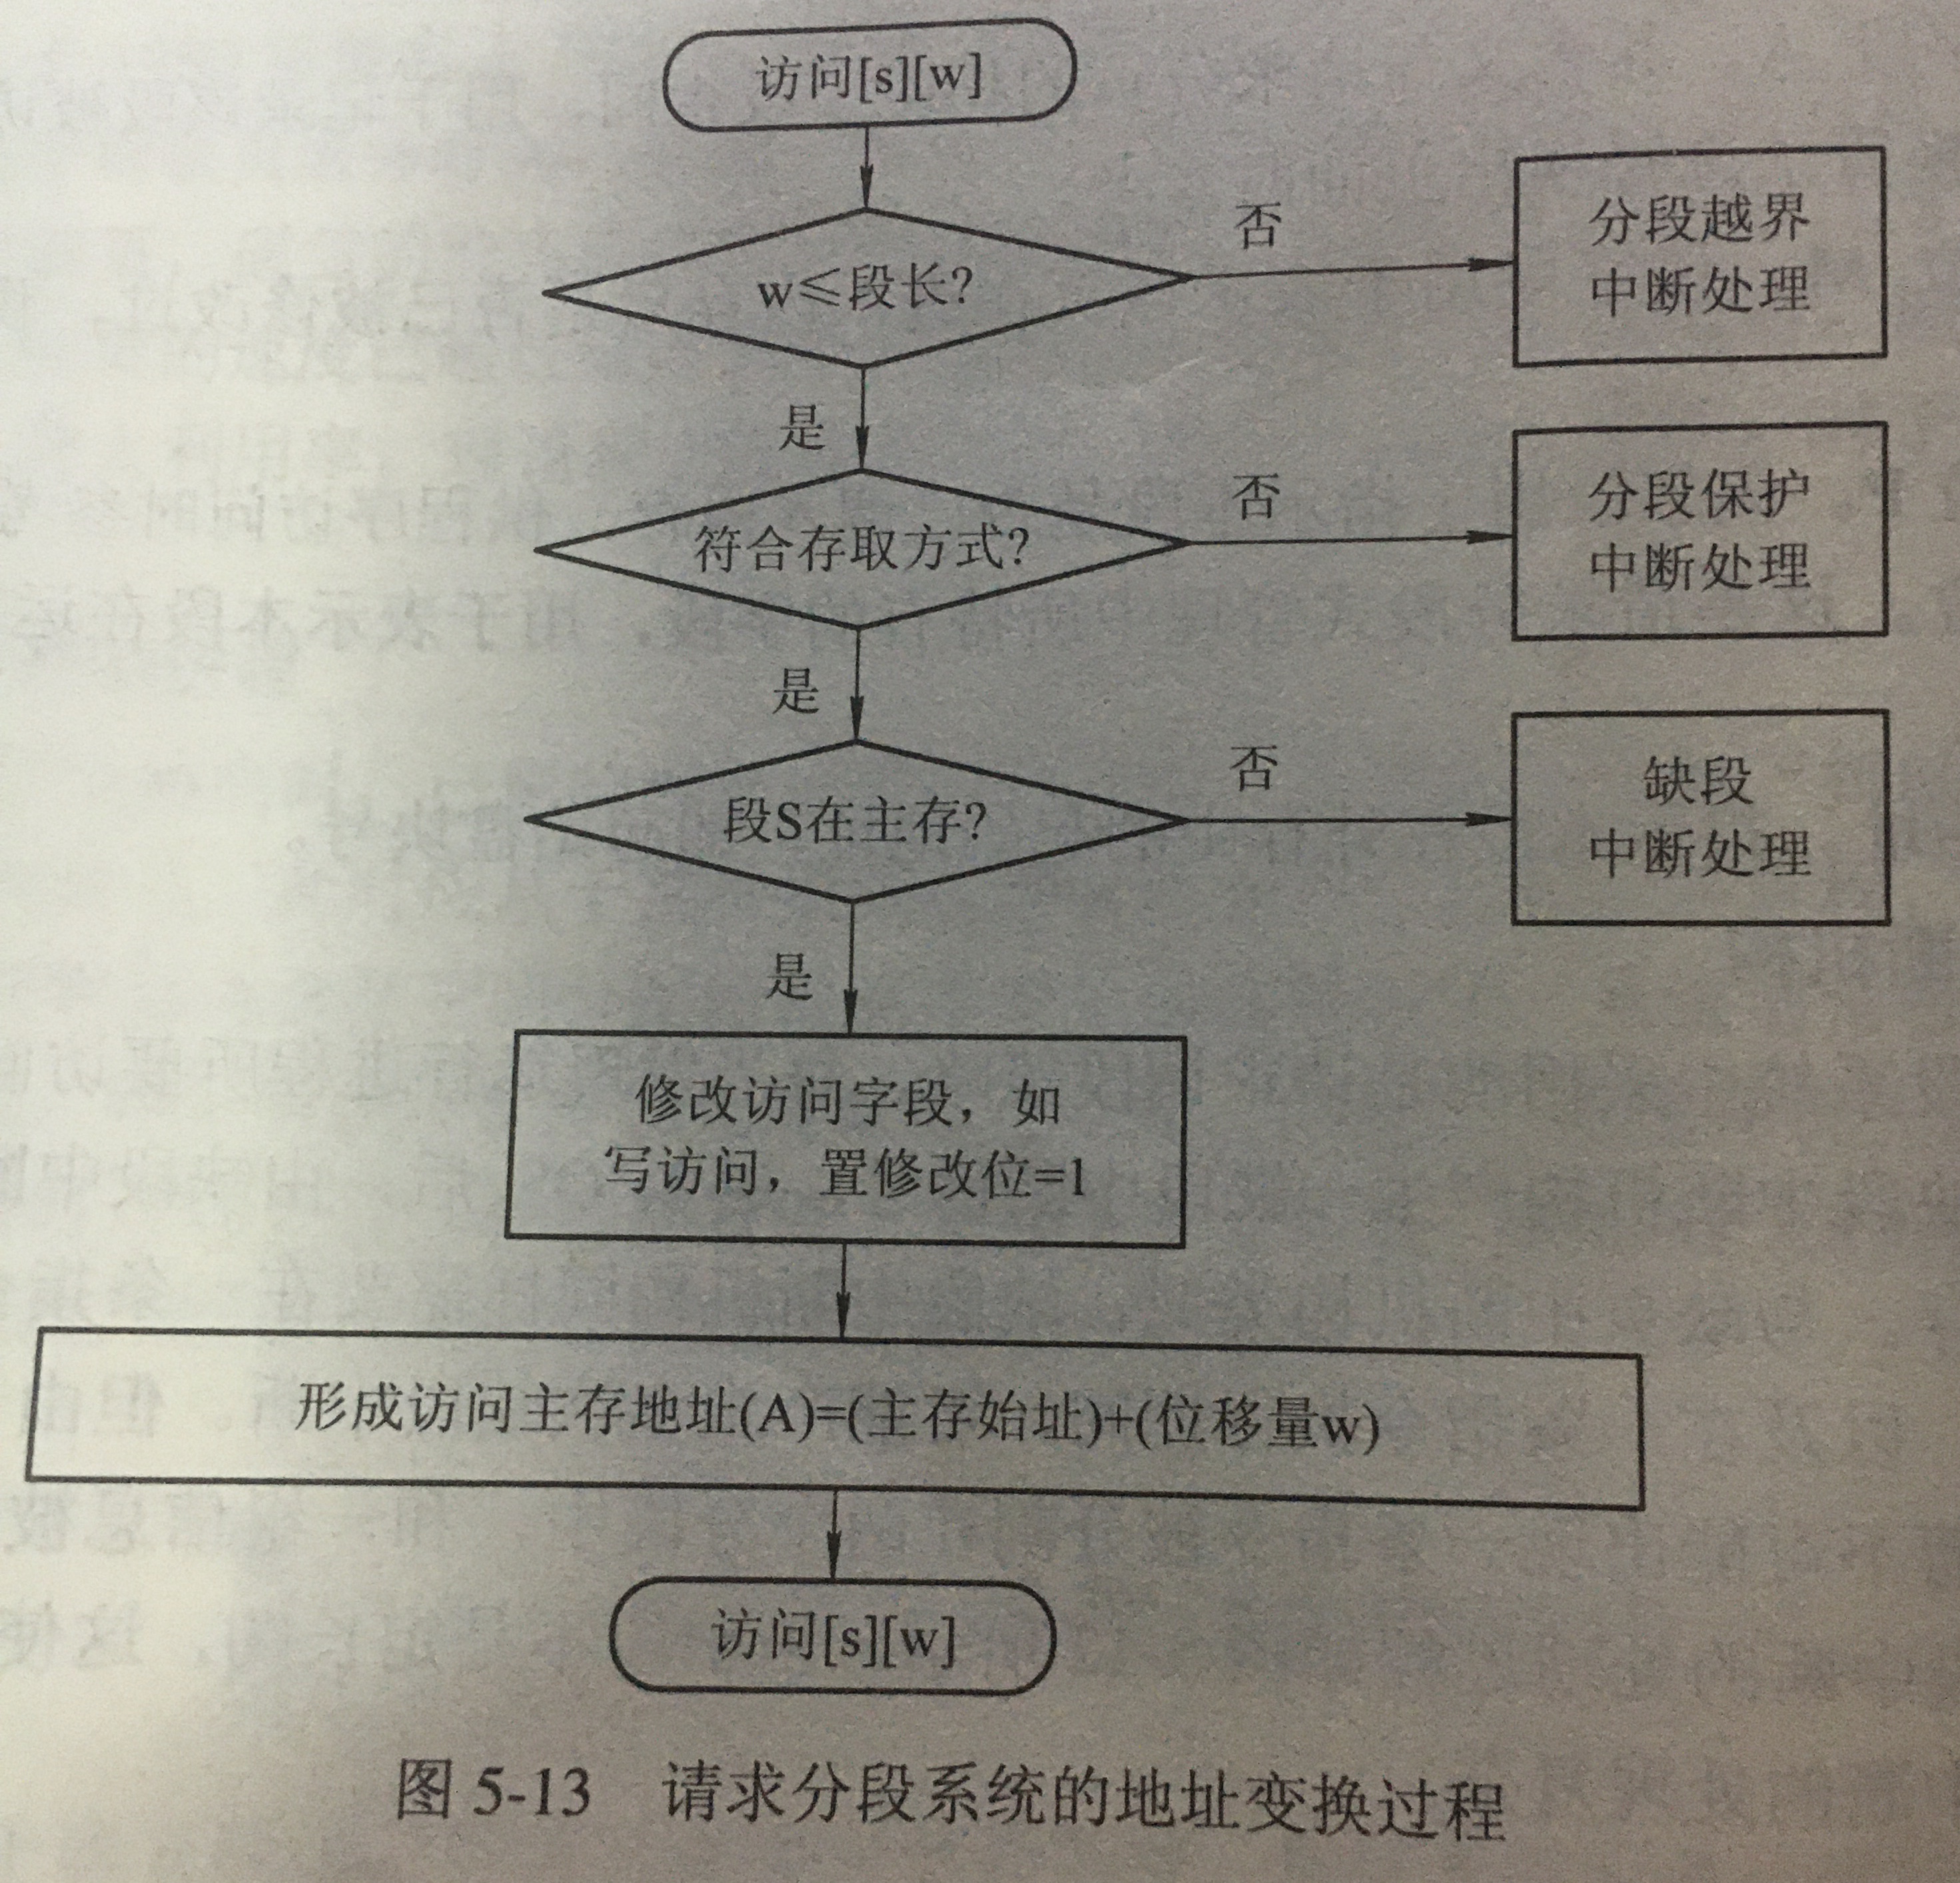 访问[s][w]
w≤段长?
否
分段越界
中断处理
是
符合存取方式?
否
分段保护
中断处理
是
段S在主存?
否
缺段
中断处理
是
修改访问字段，如
写访问，置修改位=1
形成访问主存地址(A)=(主存始址)+(位移量w)
访问[s][w]
图 5-13 请求分段系统的地址变换过程